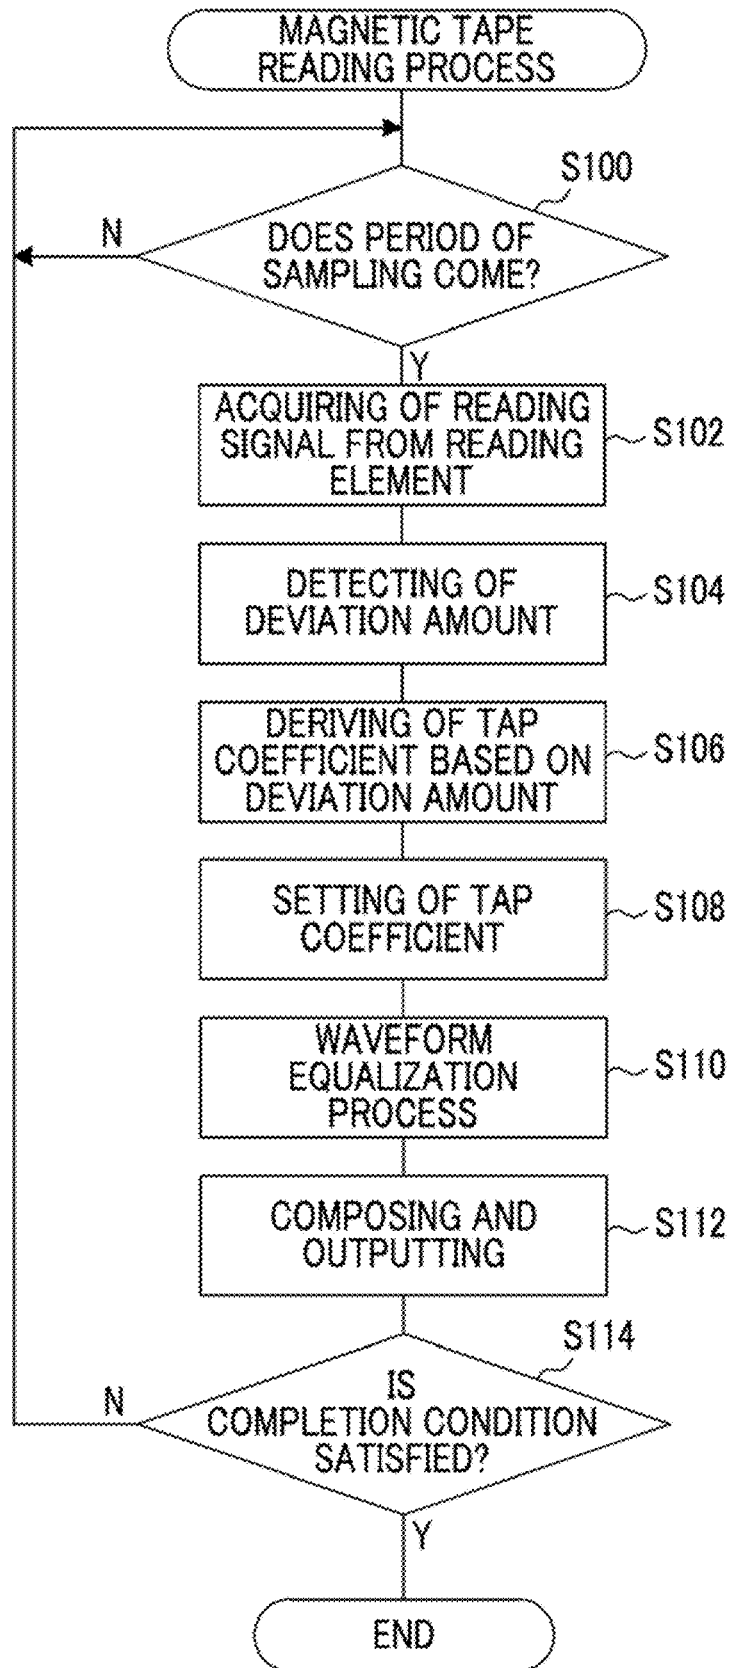 MAGNETIC TAPE
READING PROCESS
S100
N
DOES PERIOD OF
SAMPLING COME?
Y
ACQUIRING OF READING
SIGNAL FROM READING
ELEMENT
S102
DETECTING OF
DEVIATION AMOUNT
S104
DERIVING OF TAP
COEFFICIENT BASED ON
DEVIATION AMOUNT
S106
SETTING OF TAP
COEFFICIENT
S108
WAVEFORM
EQUALIZATION
PROCESS
S110
COMPOSING AND
OUTPUTTING
S112
S114
N
IS
COMPLETION CONDITION
SATISFIED?
Y
END